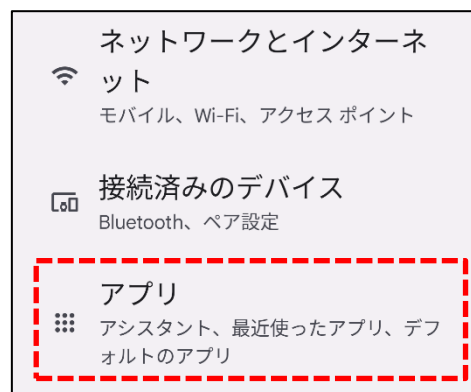 ネットワークとインターネ
ット
モバイル、Wi-Fi、アクセス ポイント
接続済みのデバイス
Bluetooth、ペア設定
アプリ
アシスタント、最近使ったアプリ、デフ
ォルトのアプリ